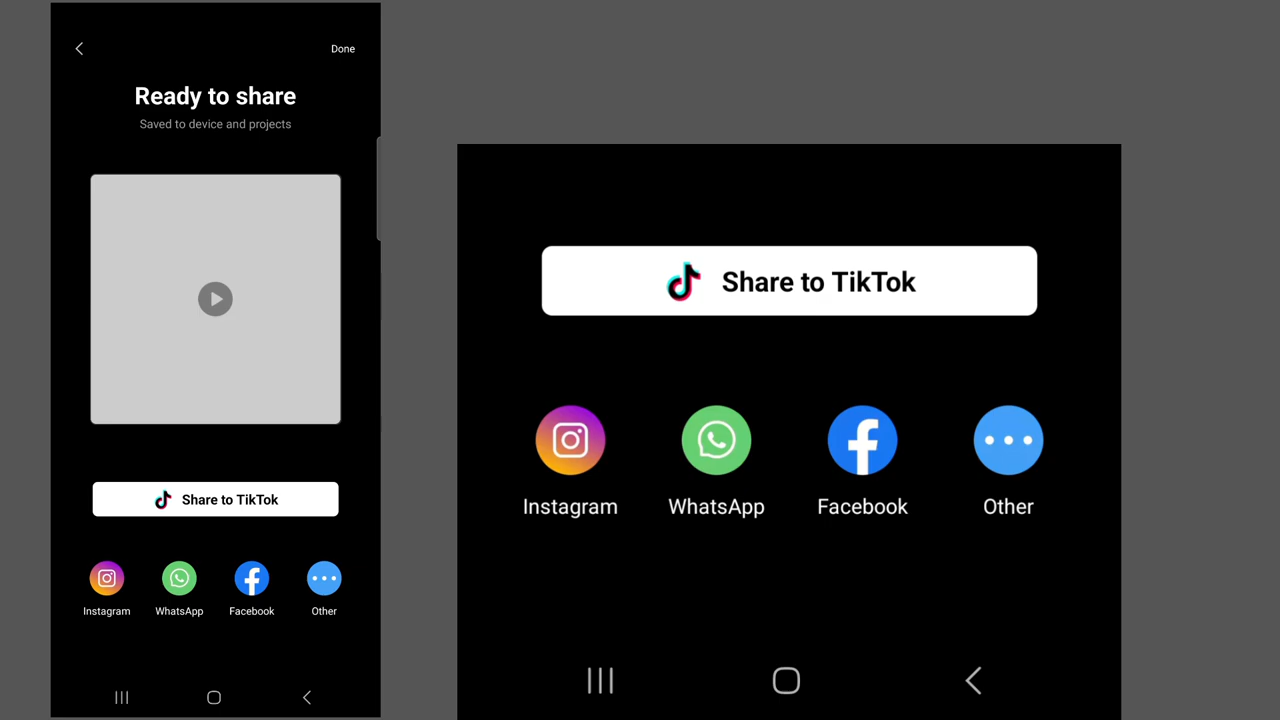 Done
Ready to share
Saved to device and projects
Share to TikTok
Instagram WhatsApp Facebook Other
Share to TikTok
Instagram WhatsApp Facebook Other